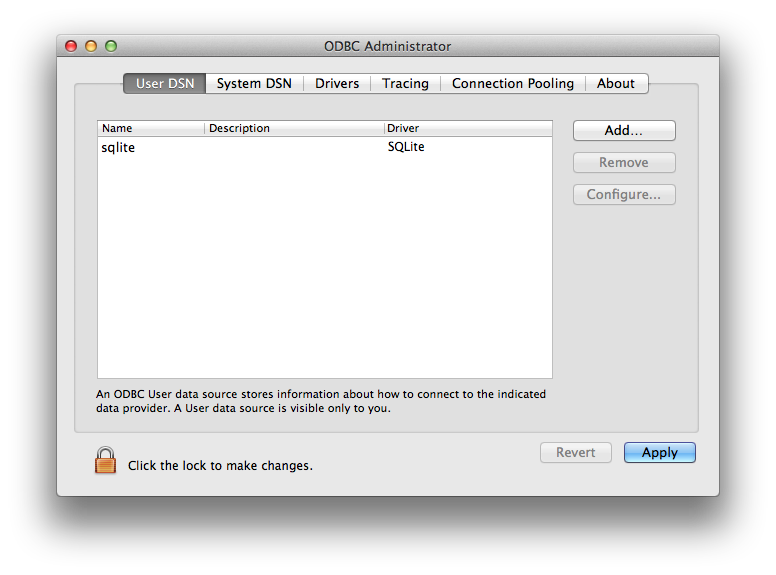 ODBC Administrator
User DSN System DSN Drivers Tracing Connection Pooling About
Name Description Driver
sqlite SQLite
Add...
Remove
Configure...
An ODBC User data source stores information about how to connect to the indicated
data provider. A User data source is visible only to you.
Click the lock to make changes.
Revert Apply